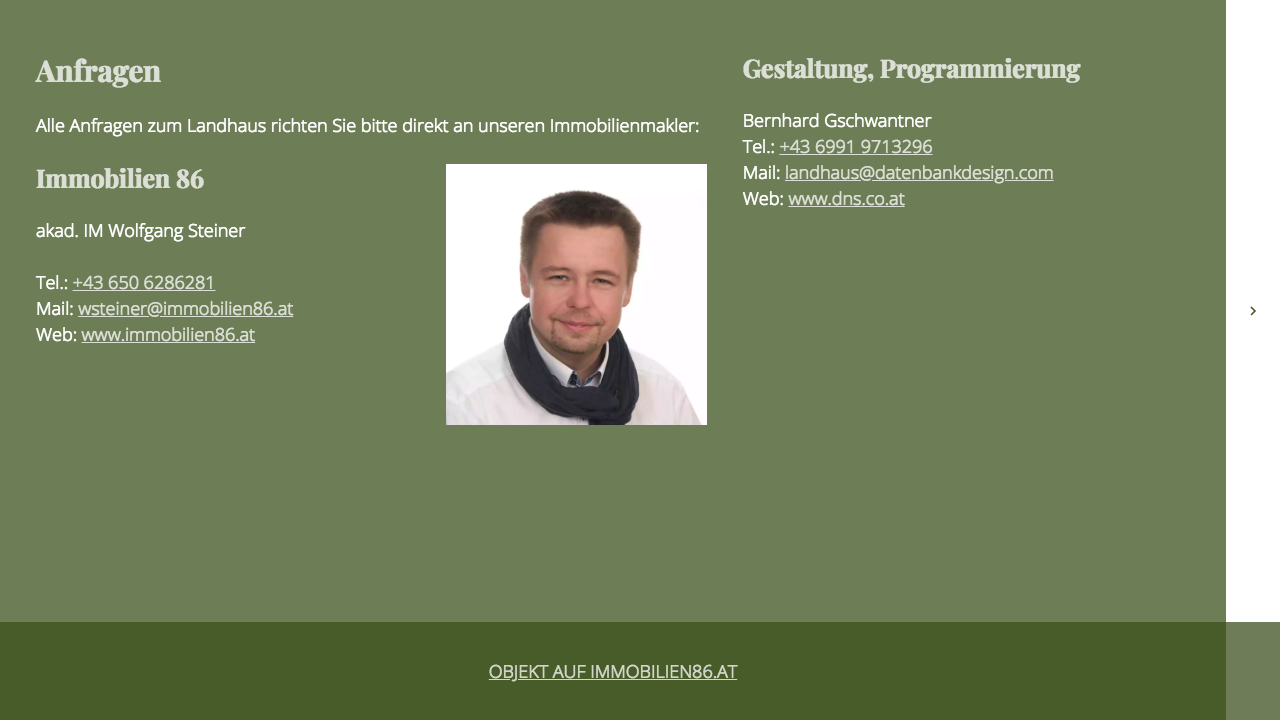 Anfragen
Alle Anfragen zum Landhaus richten Sie bitte direkt an unseren Immobilienmakler:
Immobilien 86
akad. IM Wolfgang Steiner
Tel.: +43 650 6286281
Mail: wsteiner@immobilien86.at
Web: www.immobilien86.at
Gestaltung, Programmierung
Bernhard Gschwantner
Tel.: +43 6991 9713296
Mail: landhaus@datenbankdesign.com
Web: www.dns.co.at
OBJEKT AUF IMMOBILIEN86.AT